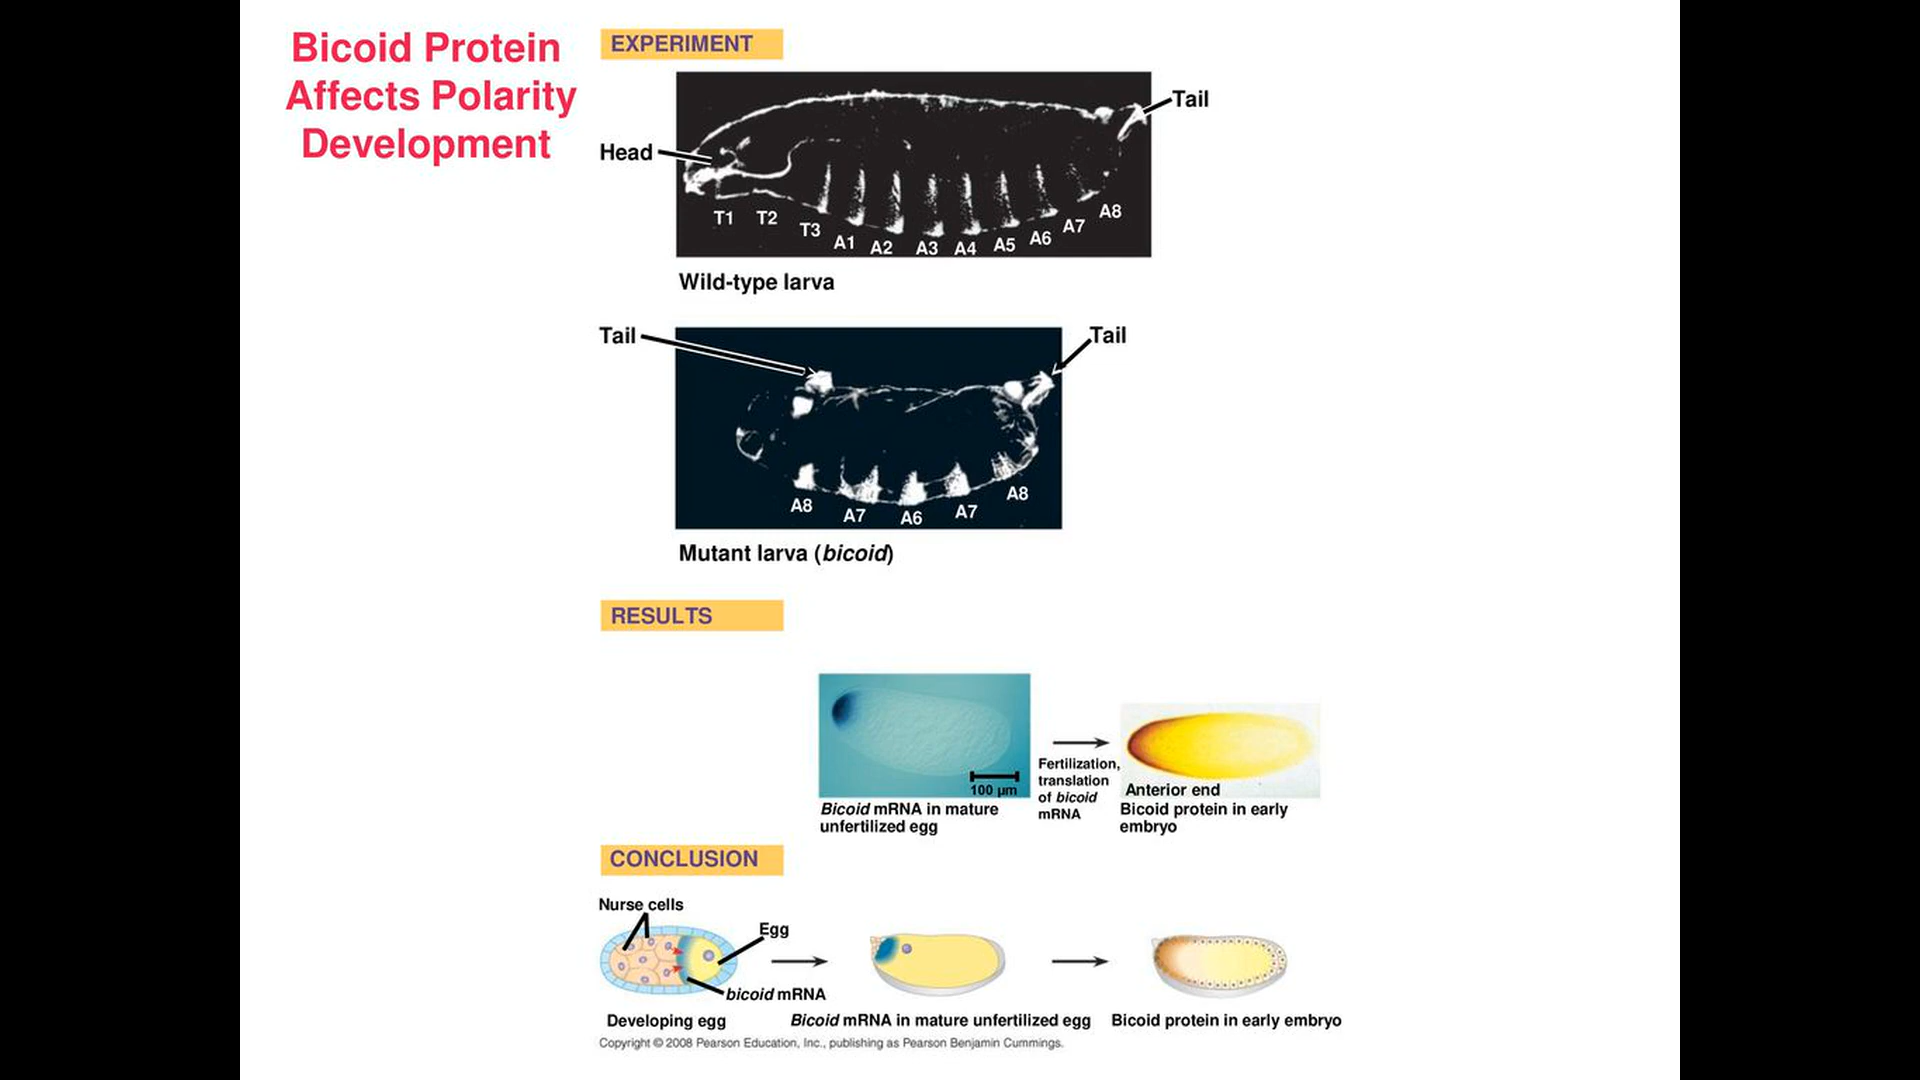 Bicoid Protein
Affects Polarity
Development
EXPERIMENT
Tail
Head
T1 T2 T3 A1 A2 A3 A4 A5 A6 A7 A8
Wild-type larva
Tail
Tail
A8 A7 A6 A7 A8
Mutant larva (bicoid)
RESULTS
100 µm
Bicoid mRNA in mature
unfertilized egg
Fertilization,
translation
of bicoid
mRNA
Anterior end
Bicoid protein in early
embryo
CONCLUSION
Nurse cells
Egg
bicoid mRNA
Developing egg
Bicoid mRNA in mature unfertilized egg
Bicoid protein in early embryo
Copyright © 2008 Pearson Education, Inc., publishing as Pearson Benjamin Cummings.